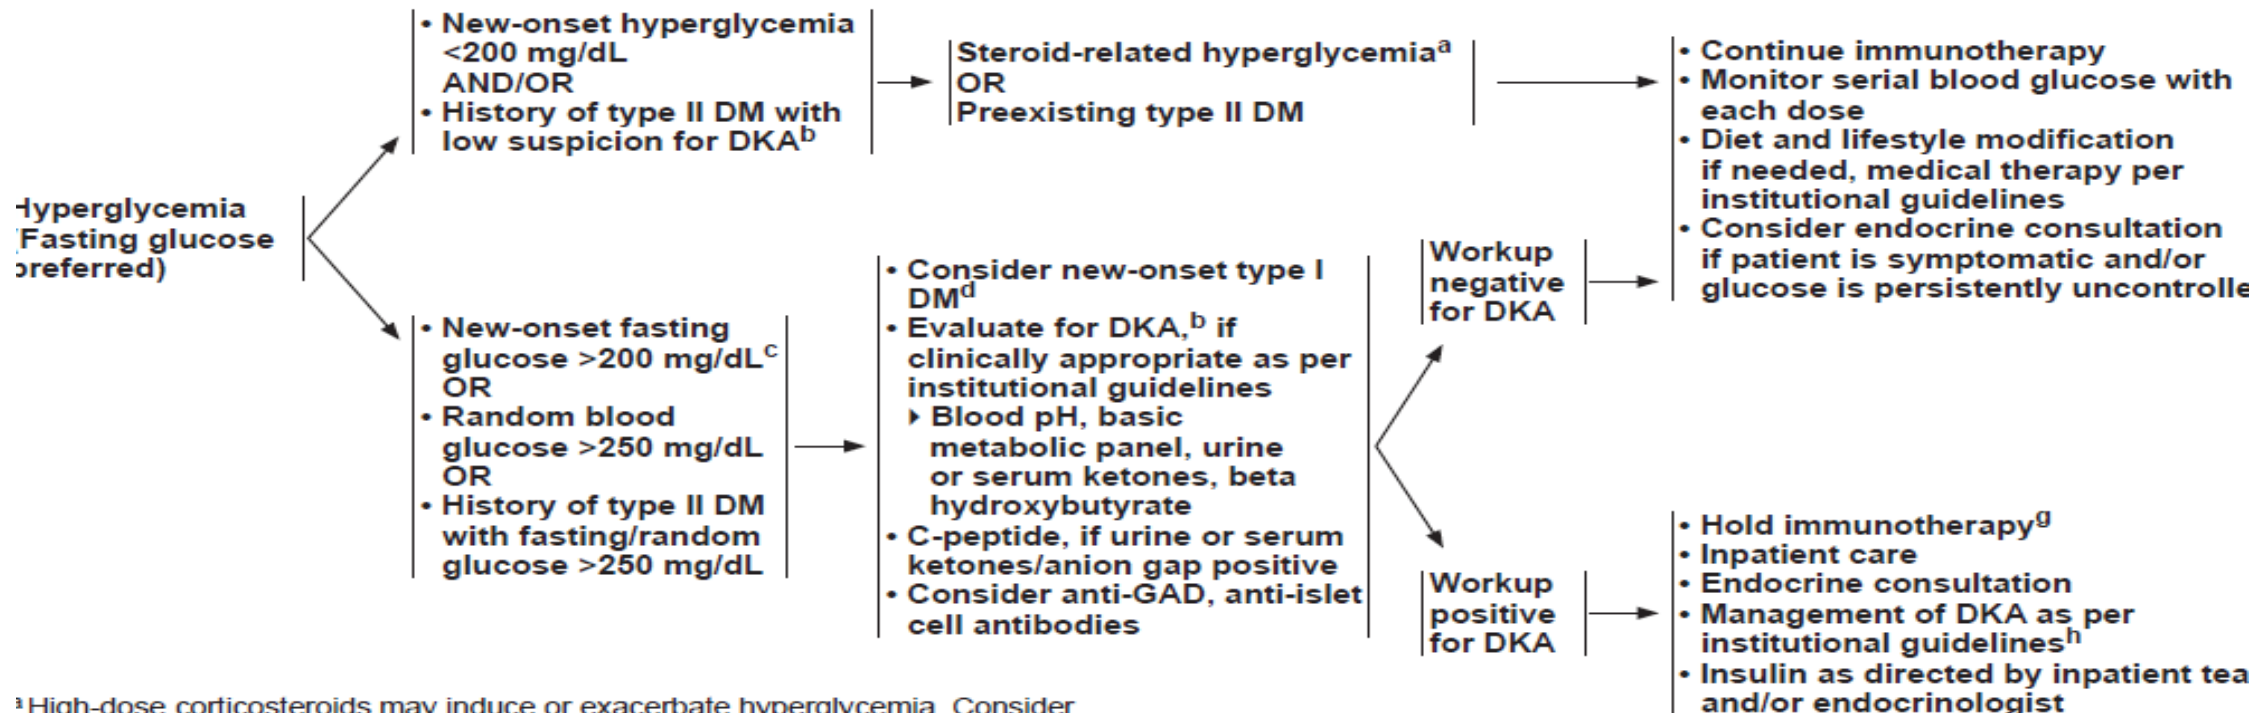 Hyperglycemia
(Fasting glucose
preferred)
• New-onset hyperglycemia
<200 mg/dL
AND/OR
• History of type II DM with
low suspicion for DKAb
Steroid-related hyperglycemiaa
OR
Preexisting type II DM
• Continue immunotherapy
• Monitor serial blood glucose with
each dose
• Diet and lifestyle modification
if needed, medical therapy per
institutional guidelines
• Consider endocrine consultation
if patient is symptomatic and/or
glucose is persistently uncontrolle
• New-onset fasting
glucose >200 mg/dLc
OR
• Random blood
glucose >250 mg/dL
OR
• History of type II DM
with fasting/random
glucose >250 mg/dL
• Consider new-onset type I
DMd
• Evaluate for DKA,b if
clinically appropriate as per
institutional guidelines
▸ Blood pH, basic
metabolic panel, urine
or serum ketones, beta
hydroxybutyrate
• C-peptide, if urine or serum
ketones/anion gap positive
• Consider anti-GAD, anti-islet
cell antibodies
Workup
negative
for DKA
Workup
positive
for DKA
• Hold immunotherapyg
• Inpatient care
• Endocrine consultation
• Management of DKA as per
institutional guidelinesh
• Insulin as directed by inpatient tea
and/or endocrinologist
a High-dose corticosteroids may induce or exacerbate hyperglycemia. Consider